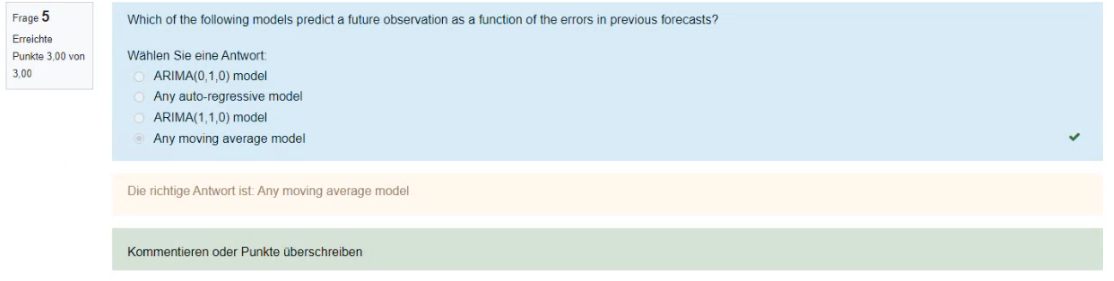 Frage 5
Erreichte
Punkte 3,00 von
3,00
Which of the following models predict a future observation as a function of the errors in previous forecasts?
Wählen Sie eine Antwort:
ARIMA(0,1,0) model
Any auto-regressive model
ARIMA(1,1,0) model
Any moving average model
Die richtige Antwort ist: Any moving average model
Kommentieren oder Punkte überschreiben